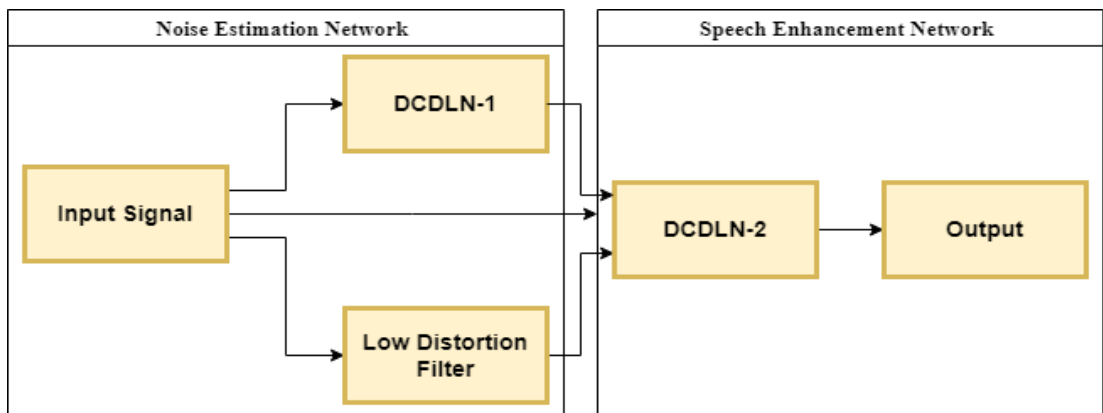 Noise Estimation Network
Speech Enhancement Network
DCDLN-1
Input Signal
Low Distortion
Filter
DCDLN-2
Output